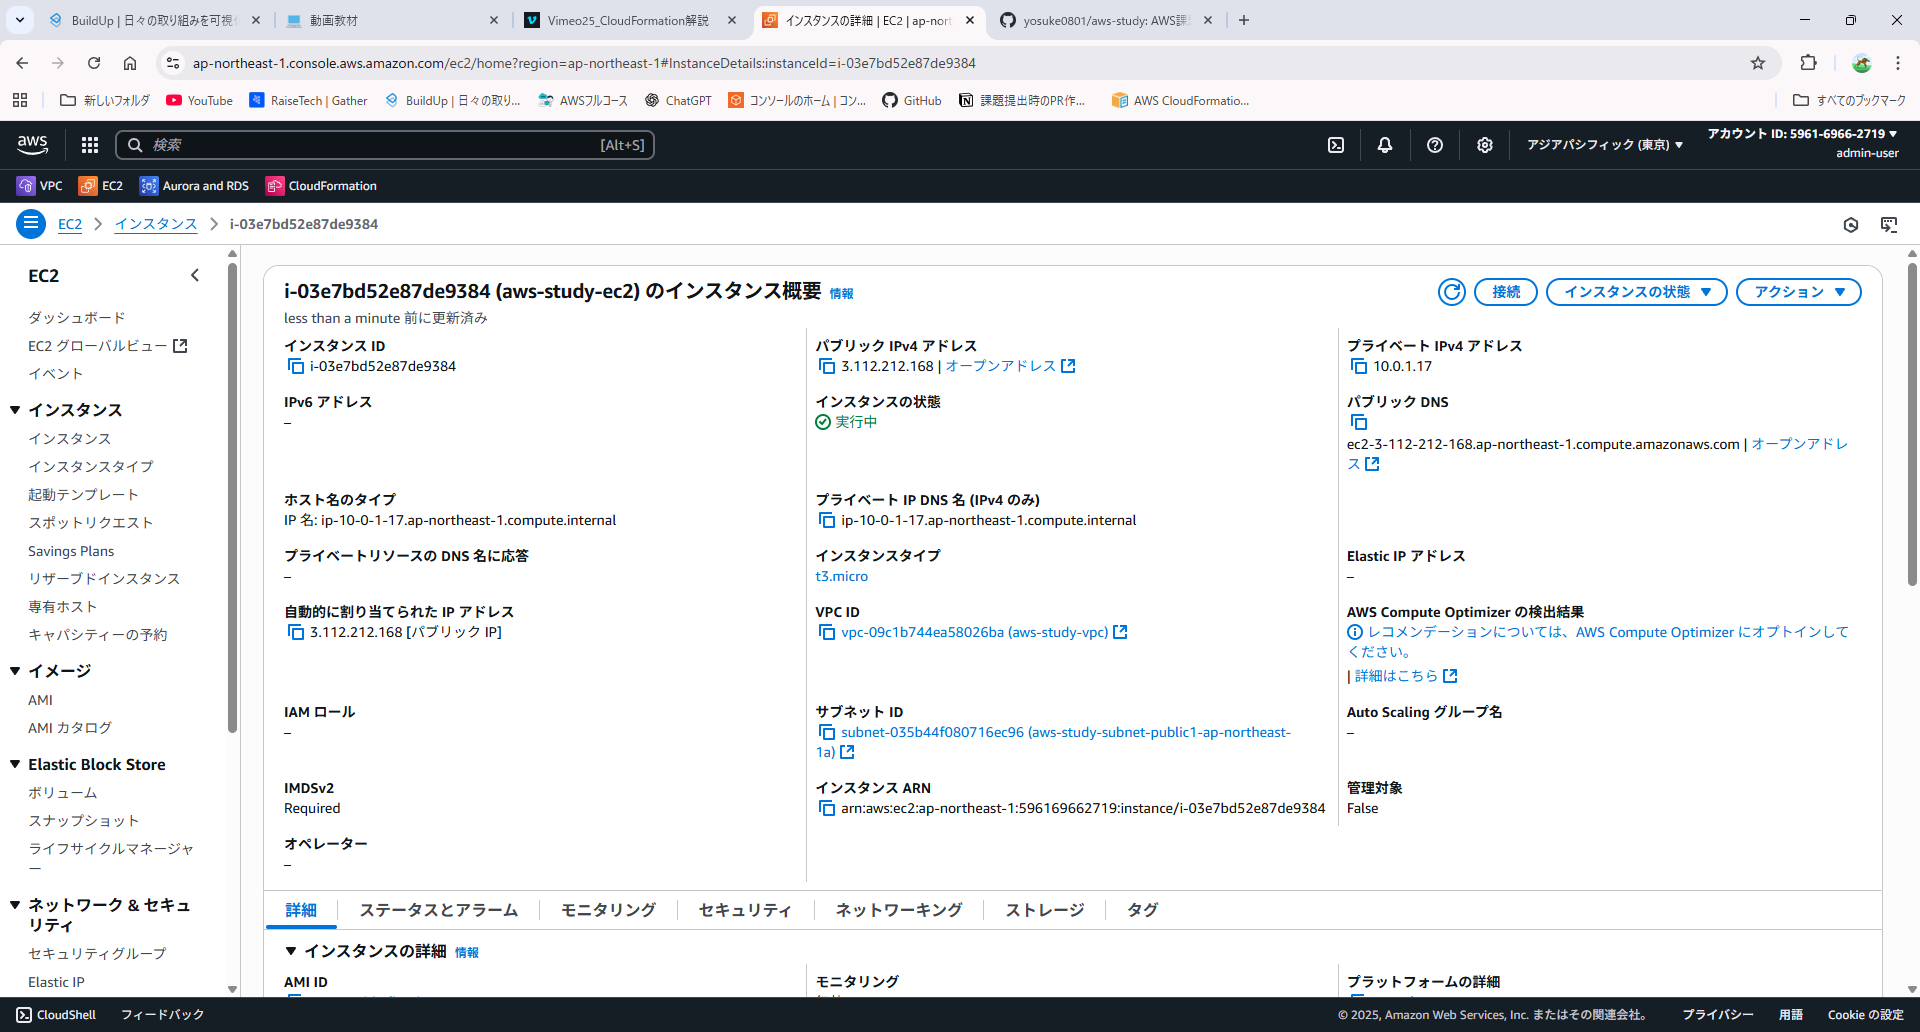 BuildUp | 日々の取り組みを可視
動画教材
Vimeo25_CloudFormation解説
インスタンスの詳細 | EC2 | ap-nort
yosuke0801/aws-study: AWS課
ap-northeast-1.console.aws.amazon.com/ec2/home?region=ap-northeast-1#InstanceDetails:instanceId=i-03e7bd52e87de9384
新しいフォルダ
YouTube
RaiseTech | Gather
BuildUp | 日々の取り...
AWSフルコース
ChatGPT
コンソールのホーム | コン...
GitHub
課題提出時のPR作...
AWS CloudFormatio...
すべてのブックマーク
aws
検索
[Alt+S]
アジアパシフィック (東京)
アカウント ID: 5961-6966-2719
admin-user
VPC
EC2
Aurora and RDS
CloudFormation
EC2
インスタンス
i-03e7bd52e87de9384
EC2
ダッシュボード
EC2 グローバルビュー
イベント
インスタンス
インスタンス
インスタンスタイプ
起動テンプレート
スポットリクエスト
Savings Plans
リザーブドインスタンス
専有ホスト
キャパシティーの予約
イメージ
AMI
AMI カタログ
Elastic Block Store
ボリューム
スナップショット
ライフサイクルマネージャ
ー
ネットワーク & セキュ
リティ
セキュリティグループ
Elastic IP
i-03e7bd52e87de9384 (aws-study-ec2) のインスタンス概要 情報
less than a minute 前に更新済み
接続
インスタンスの状態
アクション
インスタンス ID
i-03e7bd52e87de9384
パブリック IPv4 アドレス
3.112.212.168 | オープンアドレス
プライベート IPv4 アドレス
10.0.1.17
IPv6 アドレス
–
インスタンスの状態
実行中
パブリック DNS
ec2-3-112-212-168.ap-northeast-1.compute.amazonaws.com | オープンアドレ
ス
ホスト名のタイプ
IP 名: ip-10-0-1-17.ap-northeast-1.compute.internal
プライベート IP DNS 名 (IPv4 のみ)
ip-10-0-1-17.ap-northeast-1.compute.internal
プライベートリソースの DNS 名に応答
–
インスタンスタイプ
t3.micro
Elastic IP アドレス
–
自動的に割り当てられた IP アドレス
3.112.212.168 [パブリック IP]
VPC ID
vpc-09c1b744ea58026ba (aws-study-vpc)
AWS Compute Optimizer の検出結果
レコメンデーションについては、AWS Compute Optimizer にオプトインして
ください。
| 詳細はこちら
IAM ロール
–
サブネット ID
subnet-035b44f080716ec96 (aws-study-subnet-public1-ap-northeast-
1a)
Auto Scaling グループ名
–
IMDSv2
Required
インスタンス ARN
arn:aws:ec2:ap-northeast-1:596169662719:instance/i-03e7bd52e87de9384
管理対象
False
オペレーター
–
詳細
ステータスとアラーム
モニタリング
セキュリティ
ネットワーキング
ストレージ
タグ
インスタンスの詳細 情報
AMI ID
モニタリング
プラットフォームの詳細
CloudShell
フィードバック
© 2025, Amazon Web Services, Inc. またはその関連会社。
プライバシー
用語
Cookie の設定